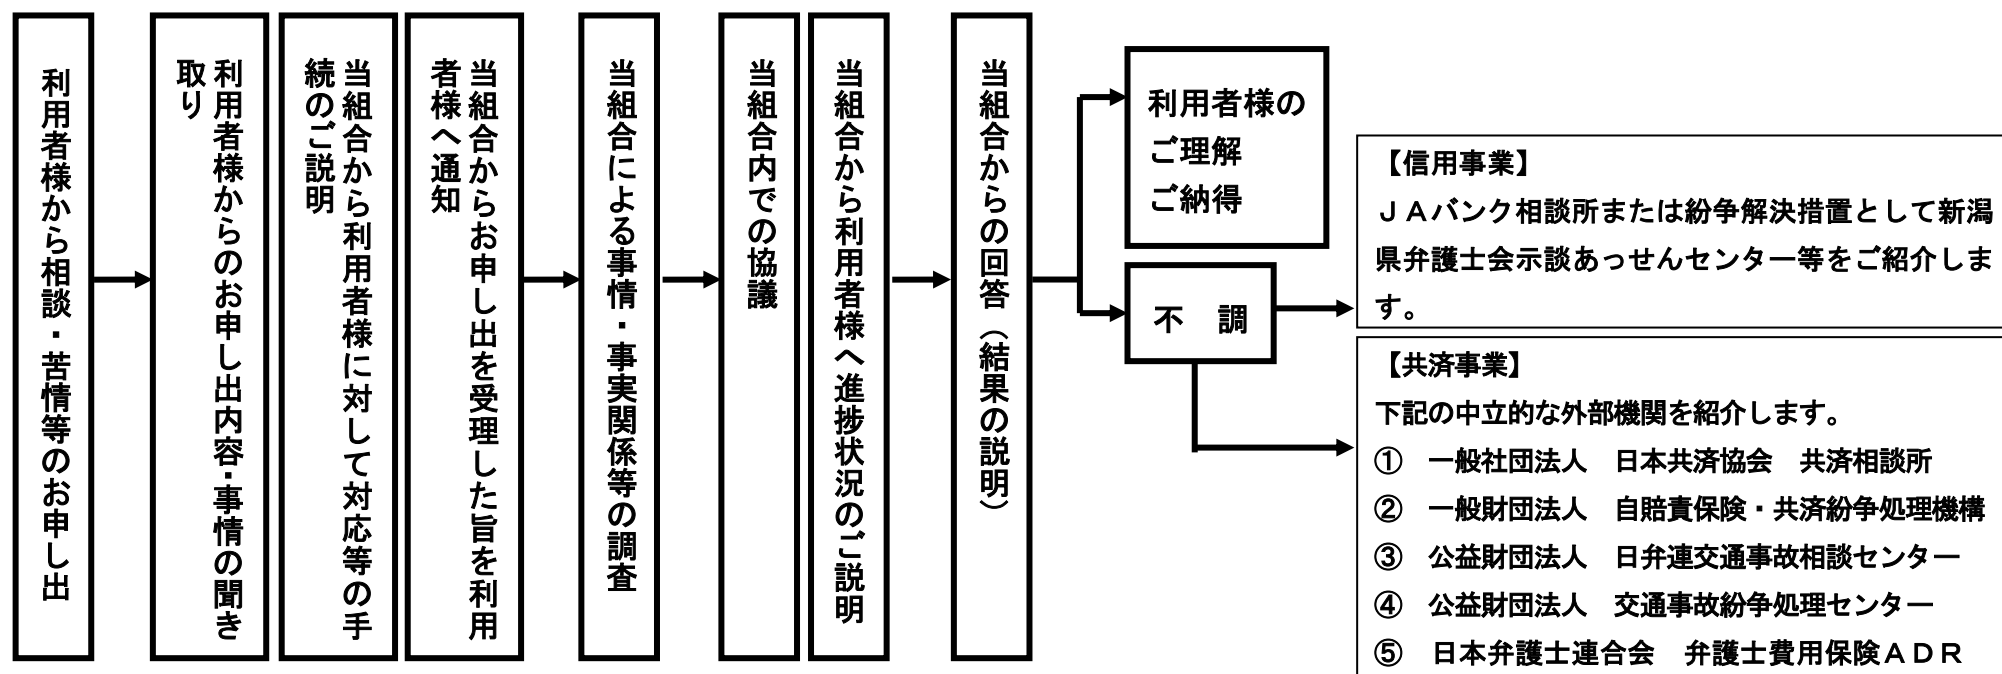 利用者様から相談・苦情等のお申し出
利用者様からのお申し出内容・事情の聞き
取り
当組合から利用者様に対して対応等の手
続のご説明
当組合からお申し出を受理した旨を利用
者様へ通知
当組合による事情・事実関係等の調査
当組合内での協議
当組合から利用者様へ進捗状況のご説明
当組合からの回答（結果の説明）
利用者様の
ご理解
ご納得
不　調
【信用事業】
ＪＡバンク相談所または紛争解決措置として新潟
県弁護士会示談あっせんセンター等をご紹介しま
す。
【共済事業】
下記の中立的な外部機関を紹介します。
①　一般社団法人　日本共済協会　共済相談所
②　一般財団法人　自賠責保険・共済紛争処理機構
③　公益財団法人　日弁連交通事故相談センター
④　公益財団法人　交通事故紛争処理センター
⑤　日本弁護士連合会　弁護士費用保険ＡＤＲ